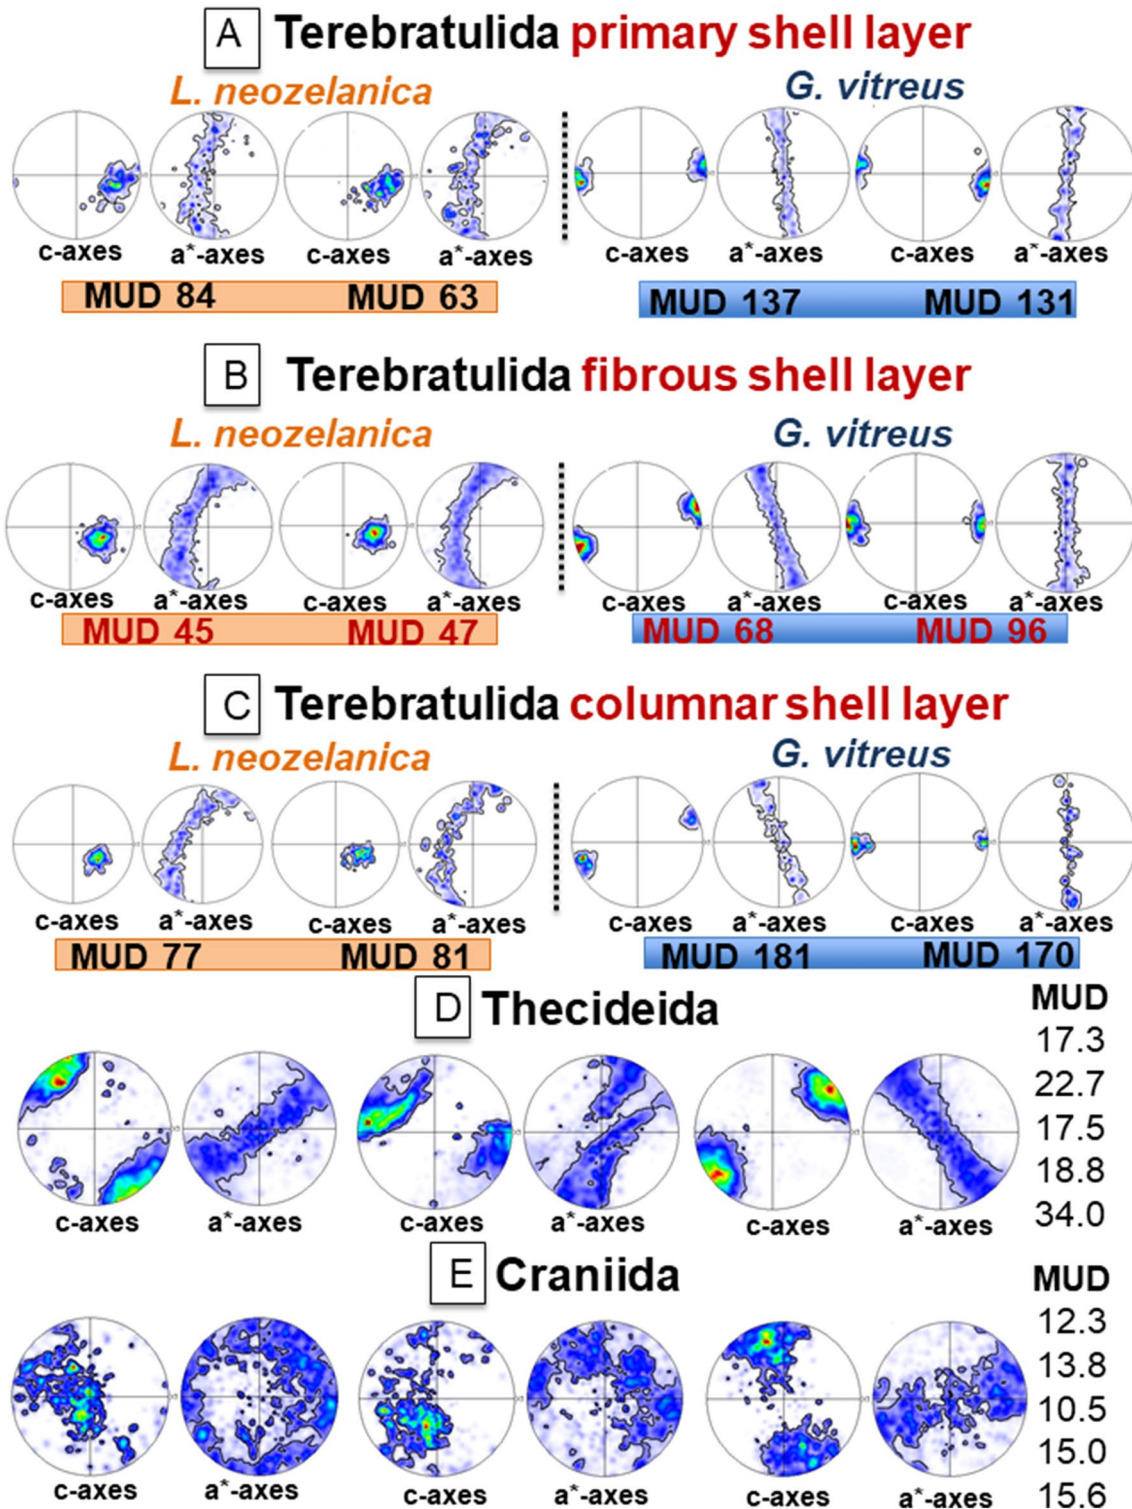 A Terebratulida primary shell layer
L. neozelanica G. vitreus
c-axes a*-axes c-axes a*-axes c-axes a*-axes c-axes a*-axes
MUD 84 MUD 63 MUD 137 MUD 131
B Terebratulida fibrous shell layer
L. neozelanica G. vitreus
c-axes a*-axes c-axes a*-axes c-axes a*-axes c-axes a*-axes
MUD 45 MUD 47 MUD 68 MUD 96
C Terebratulida columnar shell layer
L. neozelanica G. vitreus
c-axes a*-axes c-axes a*-axes c-axes a*-axes c-axes a*-axes
MUD 77 MUD 81 MUD 181 MUD 170
D Thecideida
c-axes a*-axes c-axes a*-axes c-axes a*-axes
MUD
17.3
22.7
17.5
18.8
34.0
E Craniida
c-axes a*-axes c-axes a*-axes c-axes a*-axes
MUD
12.3
13.8
10.5
15.0
15.6